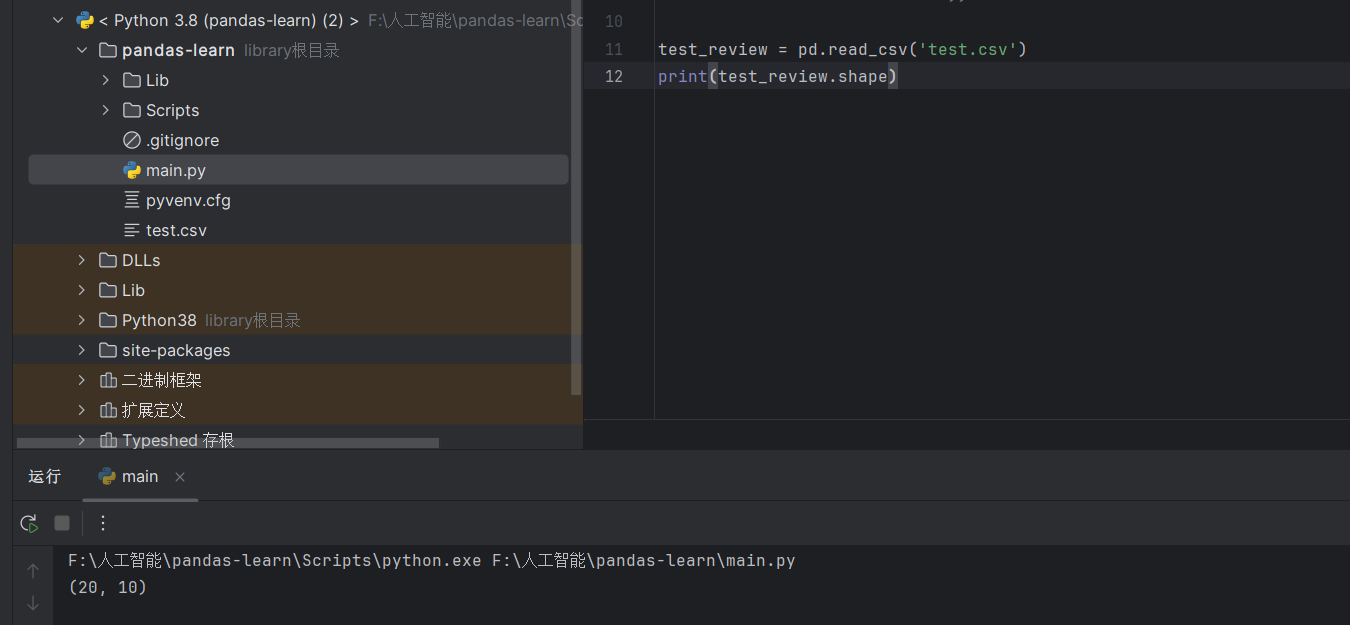 < Python 3.8 (pandas-learn) (2) > F:\人工智能\pandas-learn\Sc
pandas-learn library根目录
Lib
Scripts
.gitignore
main.py
pyvenv.cfg
test.csv
DLLs
Lib
Python38 library根目录
site-packages
二进制框架
扩展定义
Typeshed 存根
10
11 test_review = pd.read_csv('test.csv')
12 print(test_review.shape)
运行 main
F:\人工智能\pandas-learn\Scripts\python.exe F:\人工智能\pandas-learn\main.py
(20, 10)